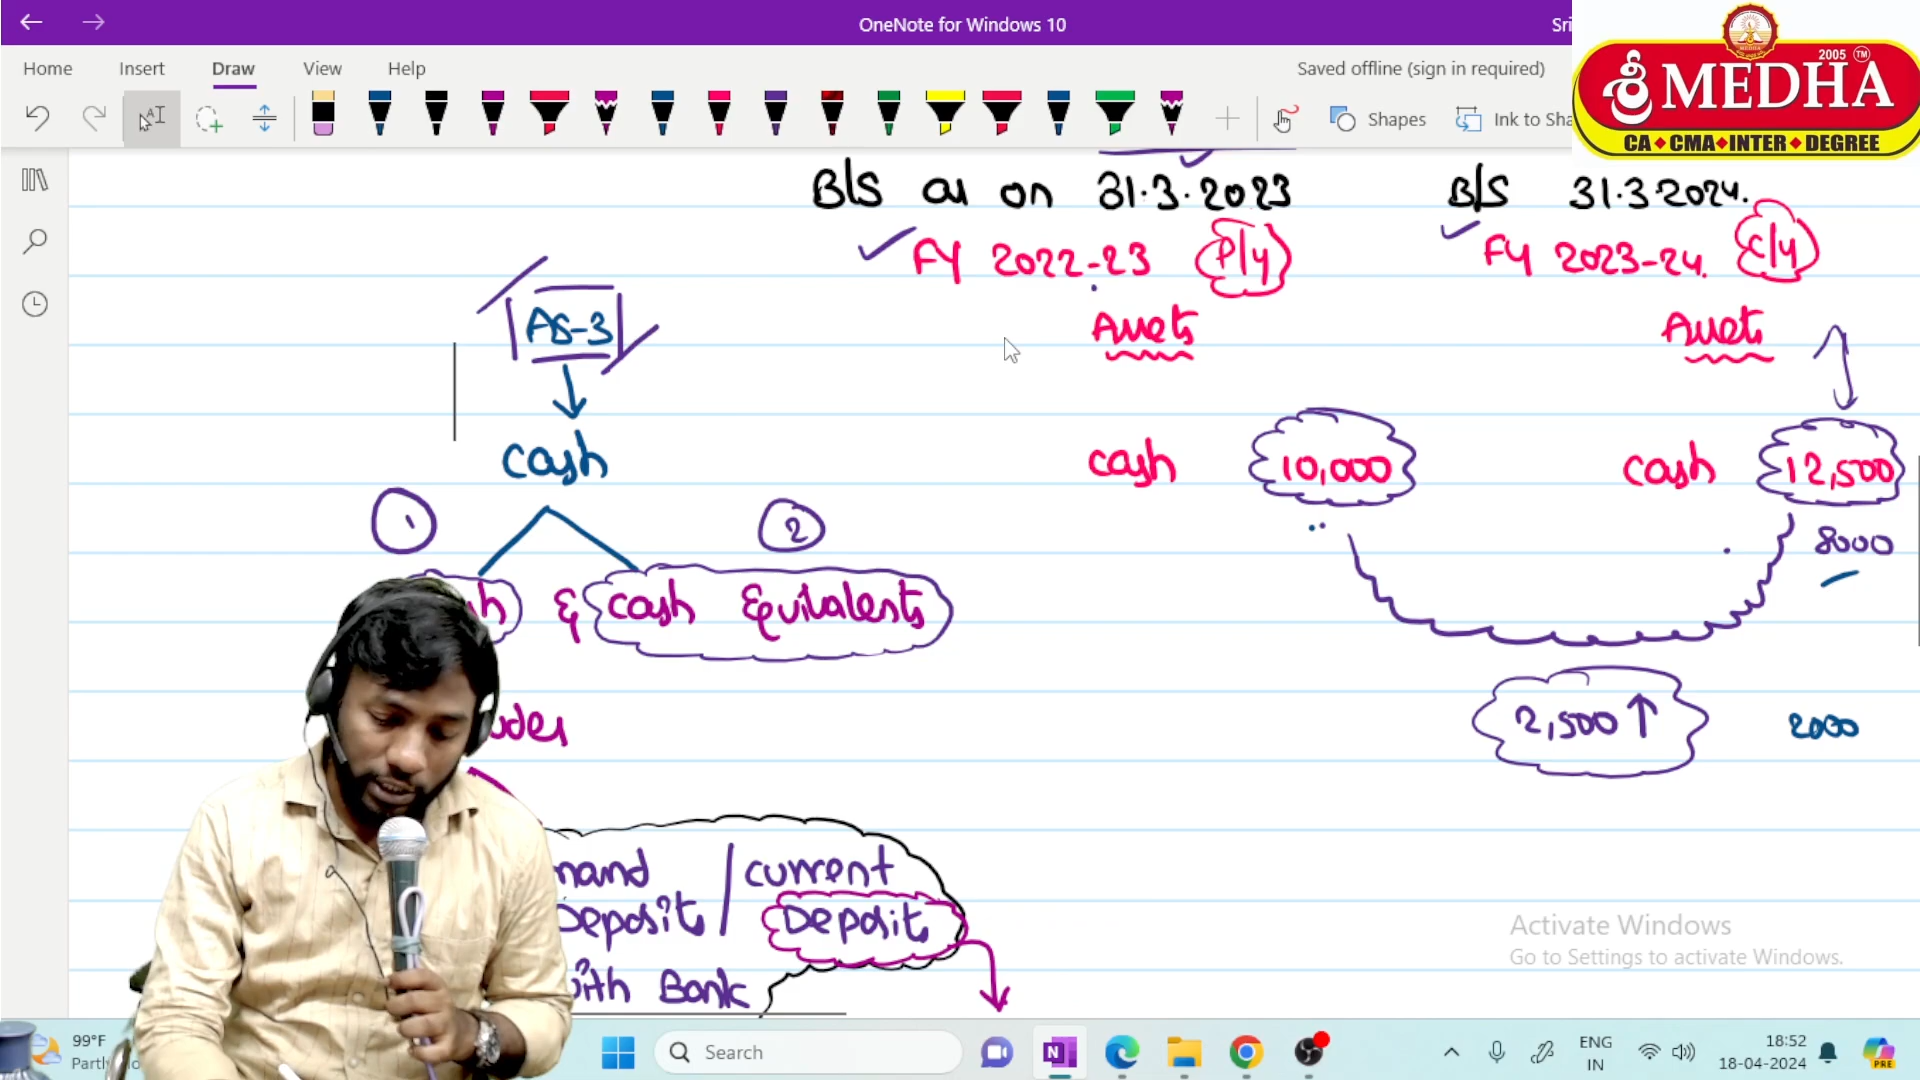 OneNote for Windows 10
Sri
Home Insert Draw View Help
Saved offline (sign in required)
Shapes
Ink to Sha
2005 TM
MEDHA
CA CMA INTER DEGREE
B/S as on 31.3.2023
B/S 31.3.2024.
FY 2022-23 P/y
FY 2023-24. C/y
AS-3
Assets
Assets
cash
cash 10,000
cash 12,500
1
2
8000
& cash Equivalents
2,500 ↑
2000
current
Deposit
Deposit
Bank
Activate Windows
Go to Settings to activate Windows.
99°F
Search
ENG
IN
18:52
18-04-2024
PRE